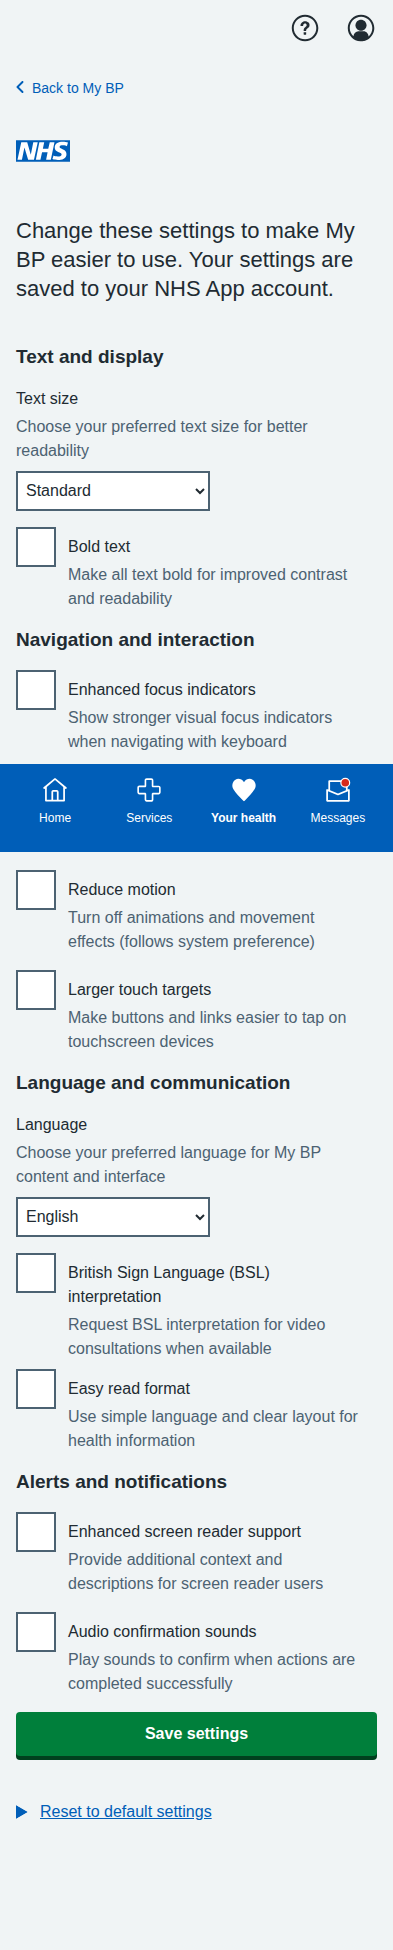 Back to My BP
NHS
Change these settings to make My
BP easier to use. Your settings are
saved to your NHS App account.
Text and display
Text size
Choose your preferred text size for better
readability
Standard
Bold text
Make all text bold for improved contrast
and readability
Navigation and interaction
Enhanced focus indicators
Show stronger visual focus indicators
when navigating with keyboard
Home Services Your health Messages
Reduce motion
Turn off animations and movement
effects (follows system preference)
Larger touch targets
Make buttons and links easier to tap on
touchscreen devices
Language and communication
Language
Choose your preferred language for My BP
content and interface
English
British Sign Language (BSL)
interpretation
Request BSL interpretation for video
consultations when available
Easy read format
Use simple language and clear layout for
health information
Alerts and notifications
Enhanced screen reader support
Provide additional context and
descriptions for screen reader users
Audio confirmation sounds
Play sounds to confirm when actions are
completed successfully
Save settings
Reset to default settings